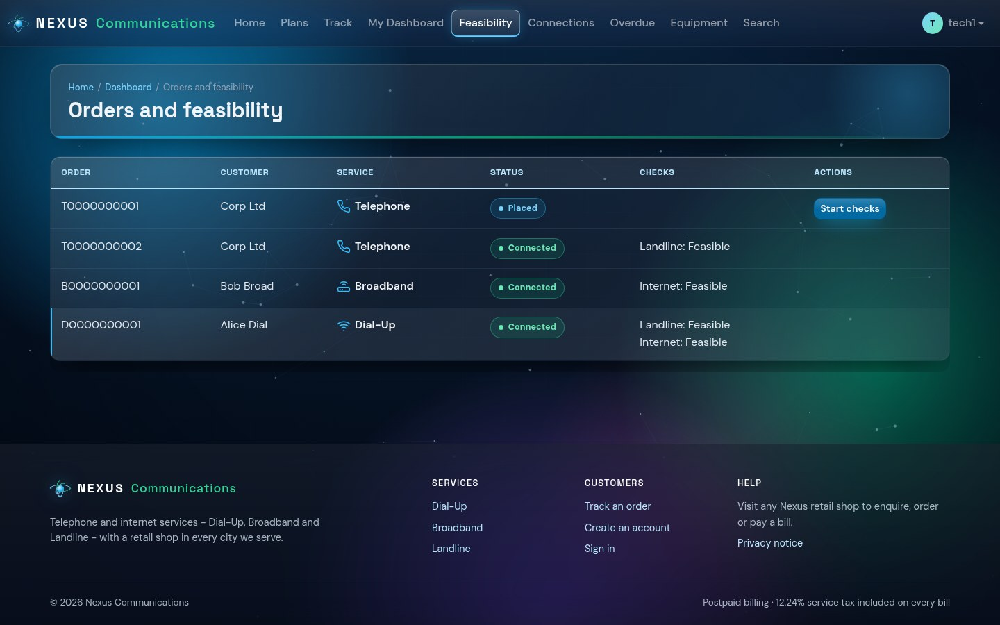 NEXUS Communications Home Plans Track My Dashboard Feasibility Connections Overdue Equipment Search T tech1
Home / Dashboard / Orders and feasibility
Orders and feasibility
ORDER CUSTOMER SERVICE STATUS CHECKS ACTIONS
T0000000001 Corp Ltd Telephone Placed Start checks
T0000000002 Corp Ltd Telephone Connected Landline: Feasible
B0000000001 Bob Broad Broadband Connected Internet: Feasible
D0000000001 Alice Dial Dial-Up Connected Landline: Feasible
Internet: Feasible
NEXUS Communications
Telephone and internet services - Dial-Up, Broadband and
Landline - with a retail shop in every city we serve.
SERVICES
Dial-Up
Broadband
Landline
CUSTOMERS
Track an order
Create an account
Sign in
HELP
Visit any Nexus retail shop to enquire, order
or pay a bill.
Privacy notice
© 2026 Nexus Communications
Postpaid billing · 12.24% service tax included on every bill